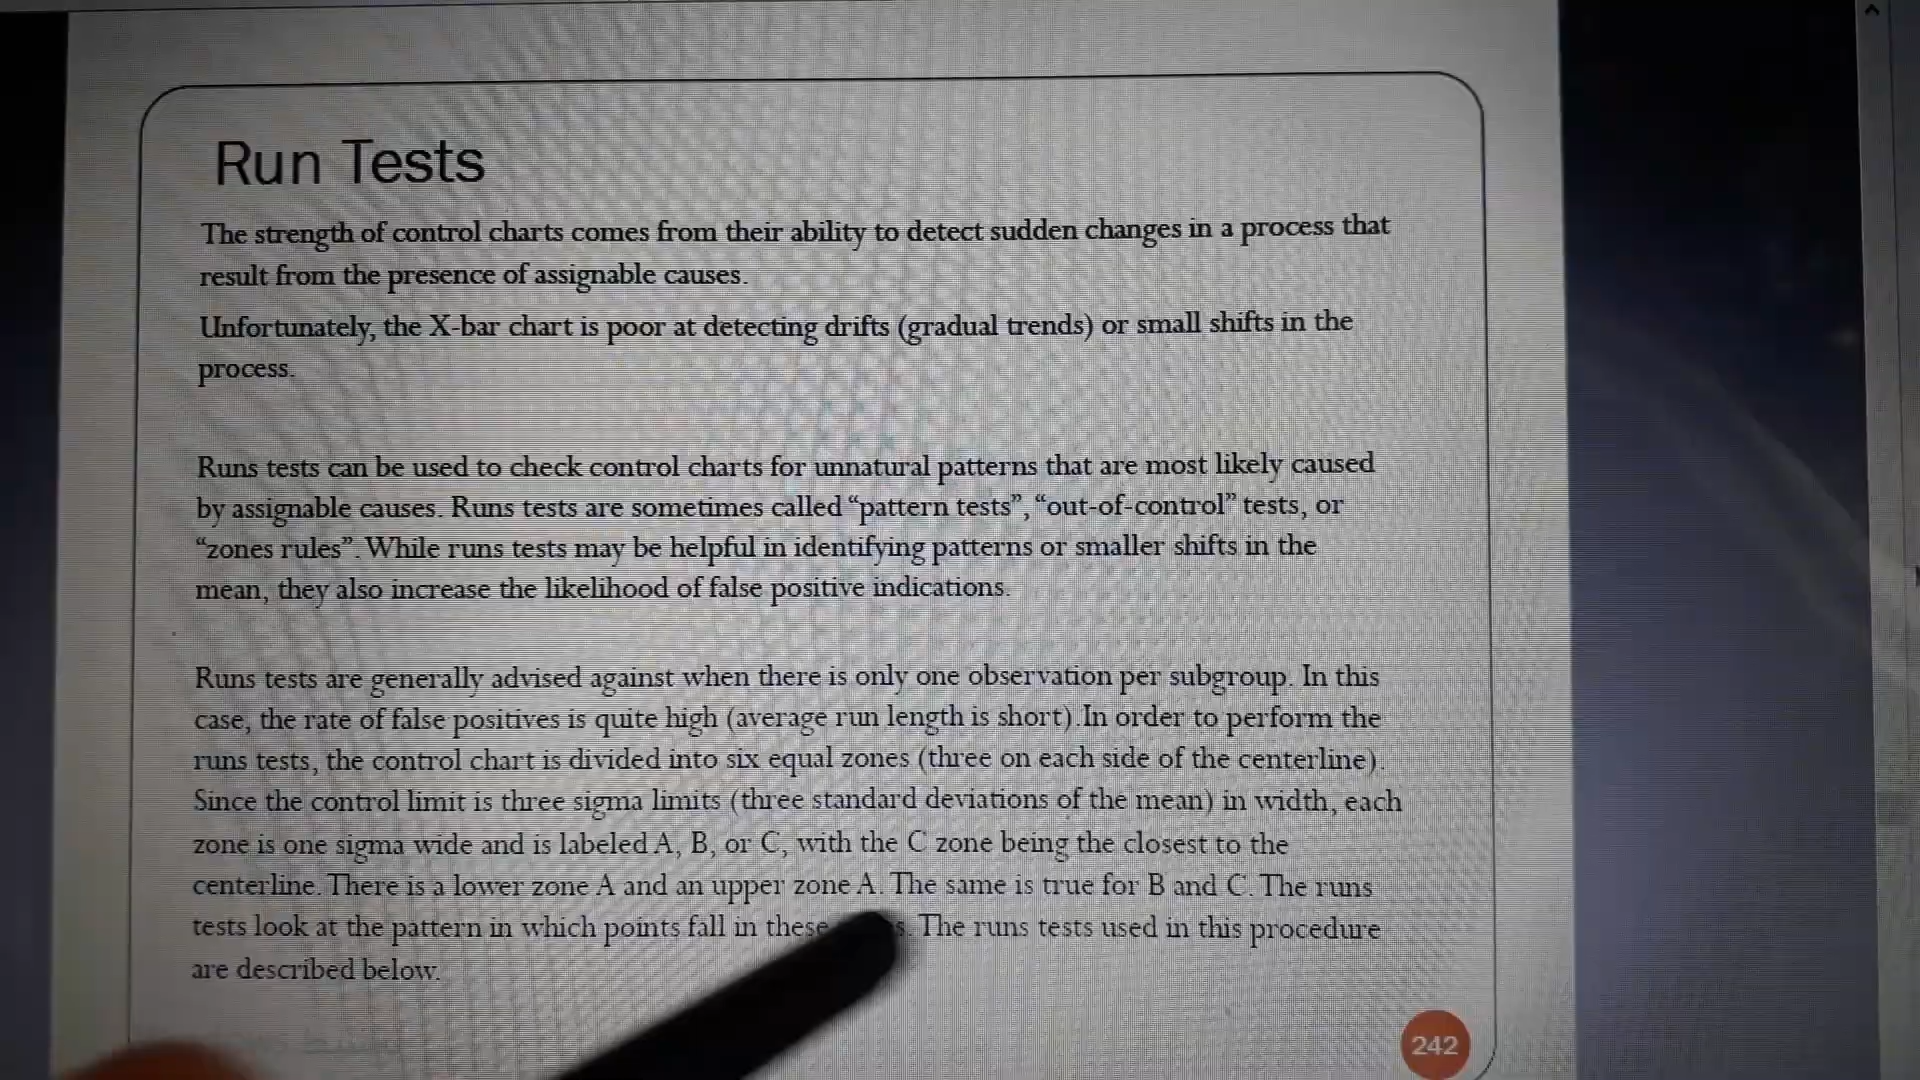 Run Tests
The strength of control charts comes from their ability to detect sudden changes in a process that
result from the presence of assignable causes.
Unfortunately, the X-bar chart is poor at detecting drifts (gradual trends) or small shifts in the
process.
Runs tests can be used to check control charts for unnatural patterns that are most likely caused
by assignable causes. Runs tests are sometimes called “pattern tests”, “out-of-control” tests, or
“zones rules”. While runs tests may be helpful in identifying patterns or smaller shifts in the
mean, they also increase the likelihood of false positive indications.
Runs tests are generally advised against when there is only one observation per subgroup. In this
case, the rate of false positives is quite high (average run length is short).In order to perform the
runs tests, the control chart is divided into six equal zones (three on each side of the centerline).
Since the control limit is three sigma limits (three standard deviations of the mean) in width, each
zone is one sigma wide and is labeled A, B, or C, with the C zone being the closest to the
centerline. There is a lower zone A and an upper zone A. The same is true for B and C. The runs
tests look at the pattern in which points fall in these The runs tests used in this procedure
are described below.
242